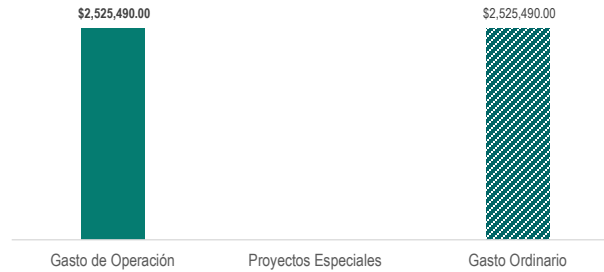 $2,525,490.00 $2,525,490.00
Gasto de Operación Proyectos Especiales Gasto Ordinario